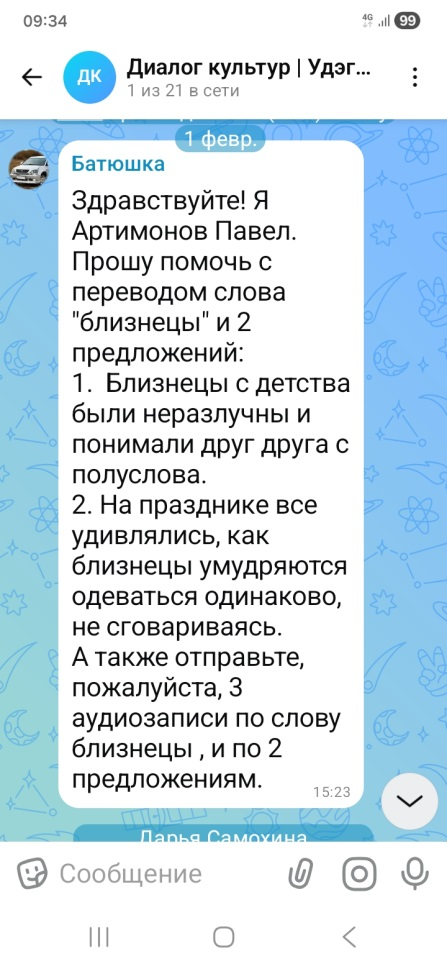 09:34
4G
99
ДК
Диалог культур | Удэг...
1 из 21 в сети
1 февр.
Батюшка
Здравствуйте! Я
Артимонов Павел.
Прошу помочь с
переводом слова
"близнецы" и 2
предложений:
1. Близнецы с детства
были неразлучны и
понимали друг друга с
полуслова.
2. На празднике все
удивлялись, как
близнецы умудряются
одеваться одинаково,
не сговариваясь.
А также отправьте,
пожалуйста, 3
аудиозаписи по слову
близнецы , и по 2
предложениям.
15:23
Дарья Самохина
Сообщение